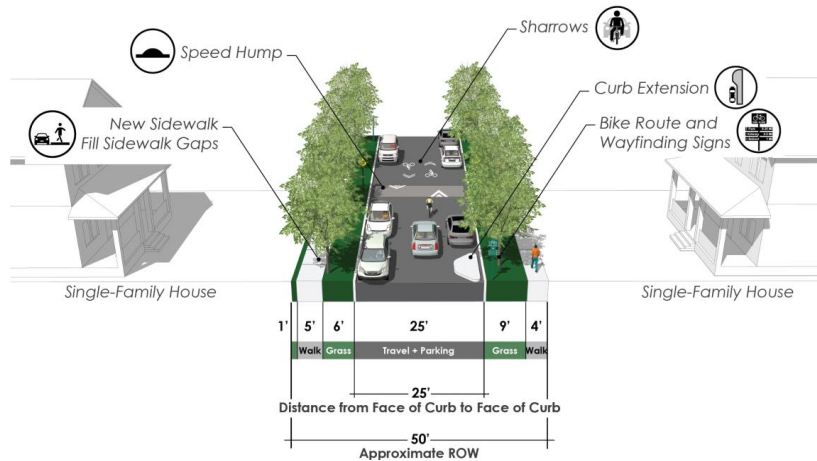 Speed Hump
Sharrows
New Sidewalk
Fill Sidewalk Gaps
Curb Extension
Bike Route and
Wayfinding Signs
Single-Family House
Single-Family House
1' 5' 6' 25' 9' 4'
Walk Grass Travel + Parking Grass Walk
25'
Distance from Face of Curb to Face of Curb
50'
Approximate ROW